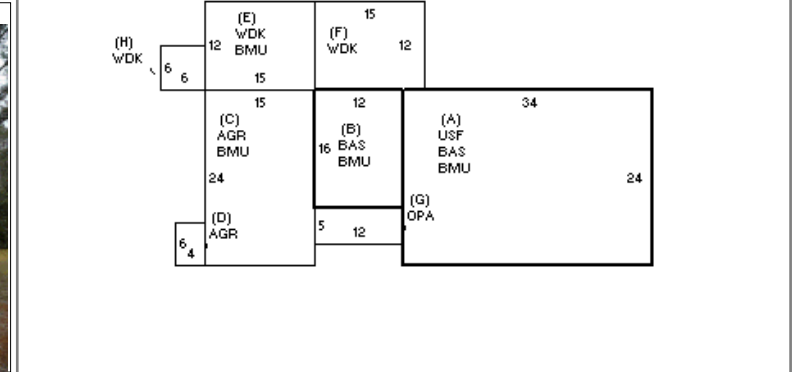 (E)
WDK
BMU
12
15
15
(F)
WDK
12
(H)
WDK
6
6
15
(C)
AGR
BMU
24
12
(B)
16 BAS
BMU
34
(A)
USF
BAS
BMU
24
(G)
OPA
(D)
AGR
6
4
5
12